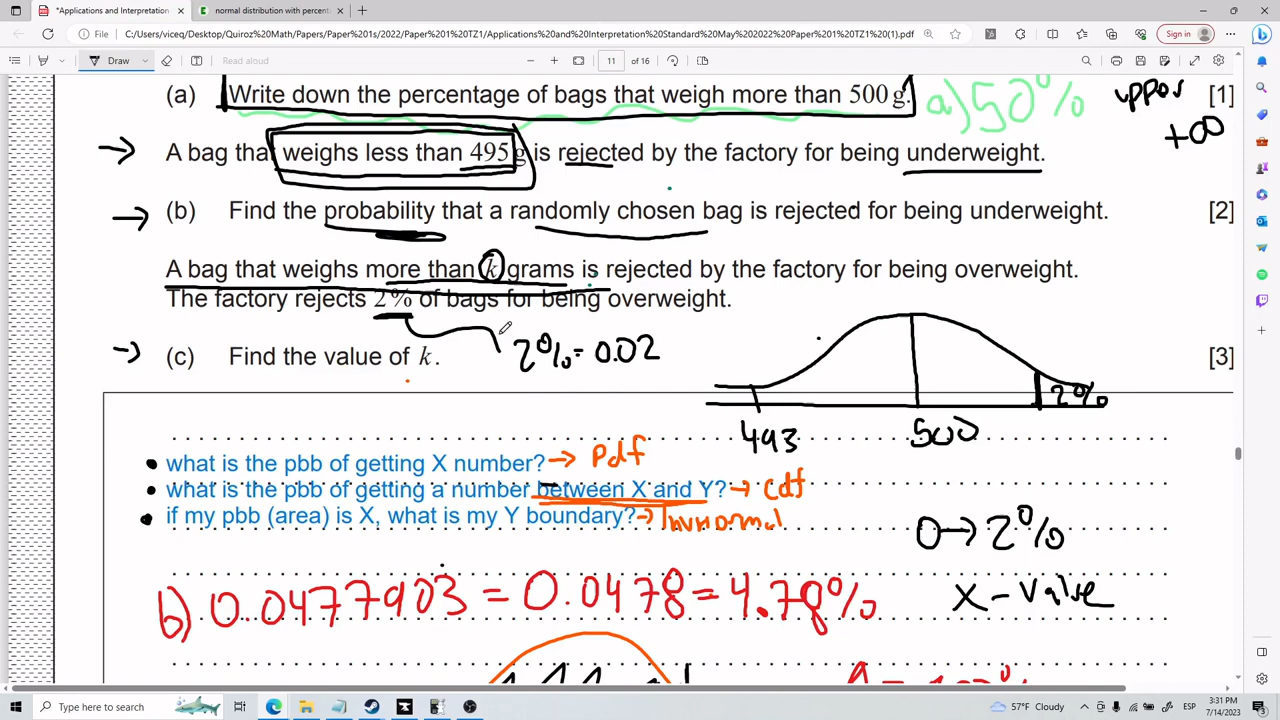 *Applications and Interpretation
normal distribution with percent
C:/Users/viceq/Desktop/Quiroz%20Math/Papers/Paper%201s/2022/Paper%201%20TZ1/Applications%20and%20Interpretation%20Standard%20May%202022%20Paper%201%20TZ1%20(1).pdf
Sign in
Draw
Read aloud
11 of 16
(a) Write down the percentage of bags that weigh more than 500 g. a) 50% upper [1]
+∞
→ A bag that weighs less than 495 g is rejected by the factory for being underweight.
→ (b) Find the probability that a randomly chosen bag is rejected for being underweight. [2]
A bag that weighs more than k grams is rejected by the factory for being overweight.
The factory rejects 2% of bags for being overweight.
→ (c) Find the value of k. 2% = 0.02 [3]
2%
493 500
• what is the pbb of getting X number? → Pdf
• what is the pbb of getting a number between X and Y? → Cdf
• if my pbb (area) is X, what is my Y boundary? → Invnormal
0 → 2%
x - value
b) 0.0477903 = 0.0478 = 4.78%
Type here to search
57°F Cloudy
ESP
3:31 PM
7/14/2023